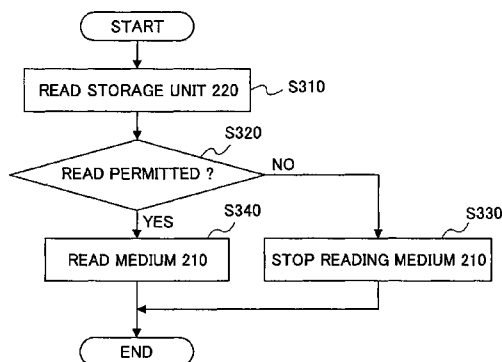 START
READ STORAGE UNIT 220
S310
S320
READ PERMITTED ?
NO
YES
S340
S330
READ MEDIUM 210
STOP READING MEDIUM 210
END